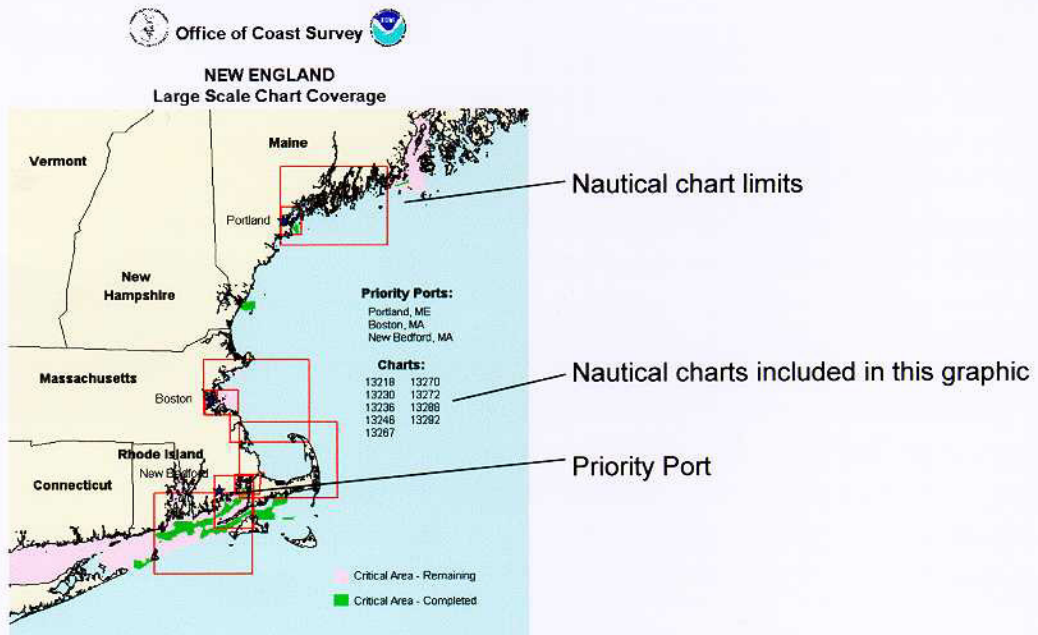 Office of Coast Survey
NEW ENGLAND
Large Scale Chart Coverage
Maine
Vermont
Nautical chart limits
Portland
New
Hampshire
Priority Ports:
Portland, ME
Boston, MA
New Bedford, MA
Charts:
Massachusetts
Nautical charts included in this graphic
13218 13270
13230 13272
Boston
13236 13288
13246 13292
13267
Rhode Island
Priority Port
New Bedford
Connecticut
Critical Area - Remaining
Critical Area - Completed